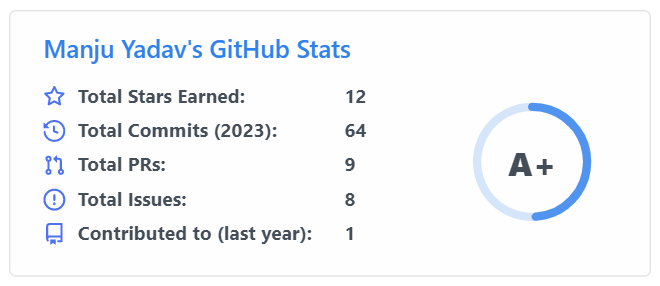 Manju Yadav's GitHub Stats
Total Stars Earned: 12
Total Commits (2023): 64
Total PRs: 9
Total Issues: 8
Contributed to (last year): 1
A+